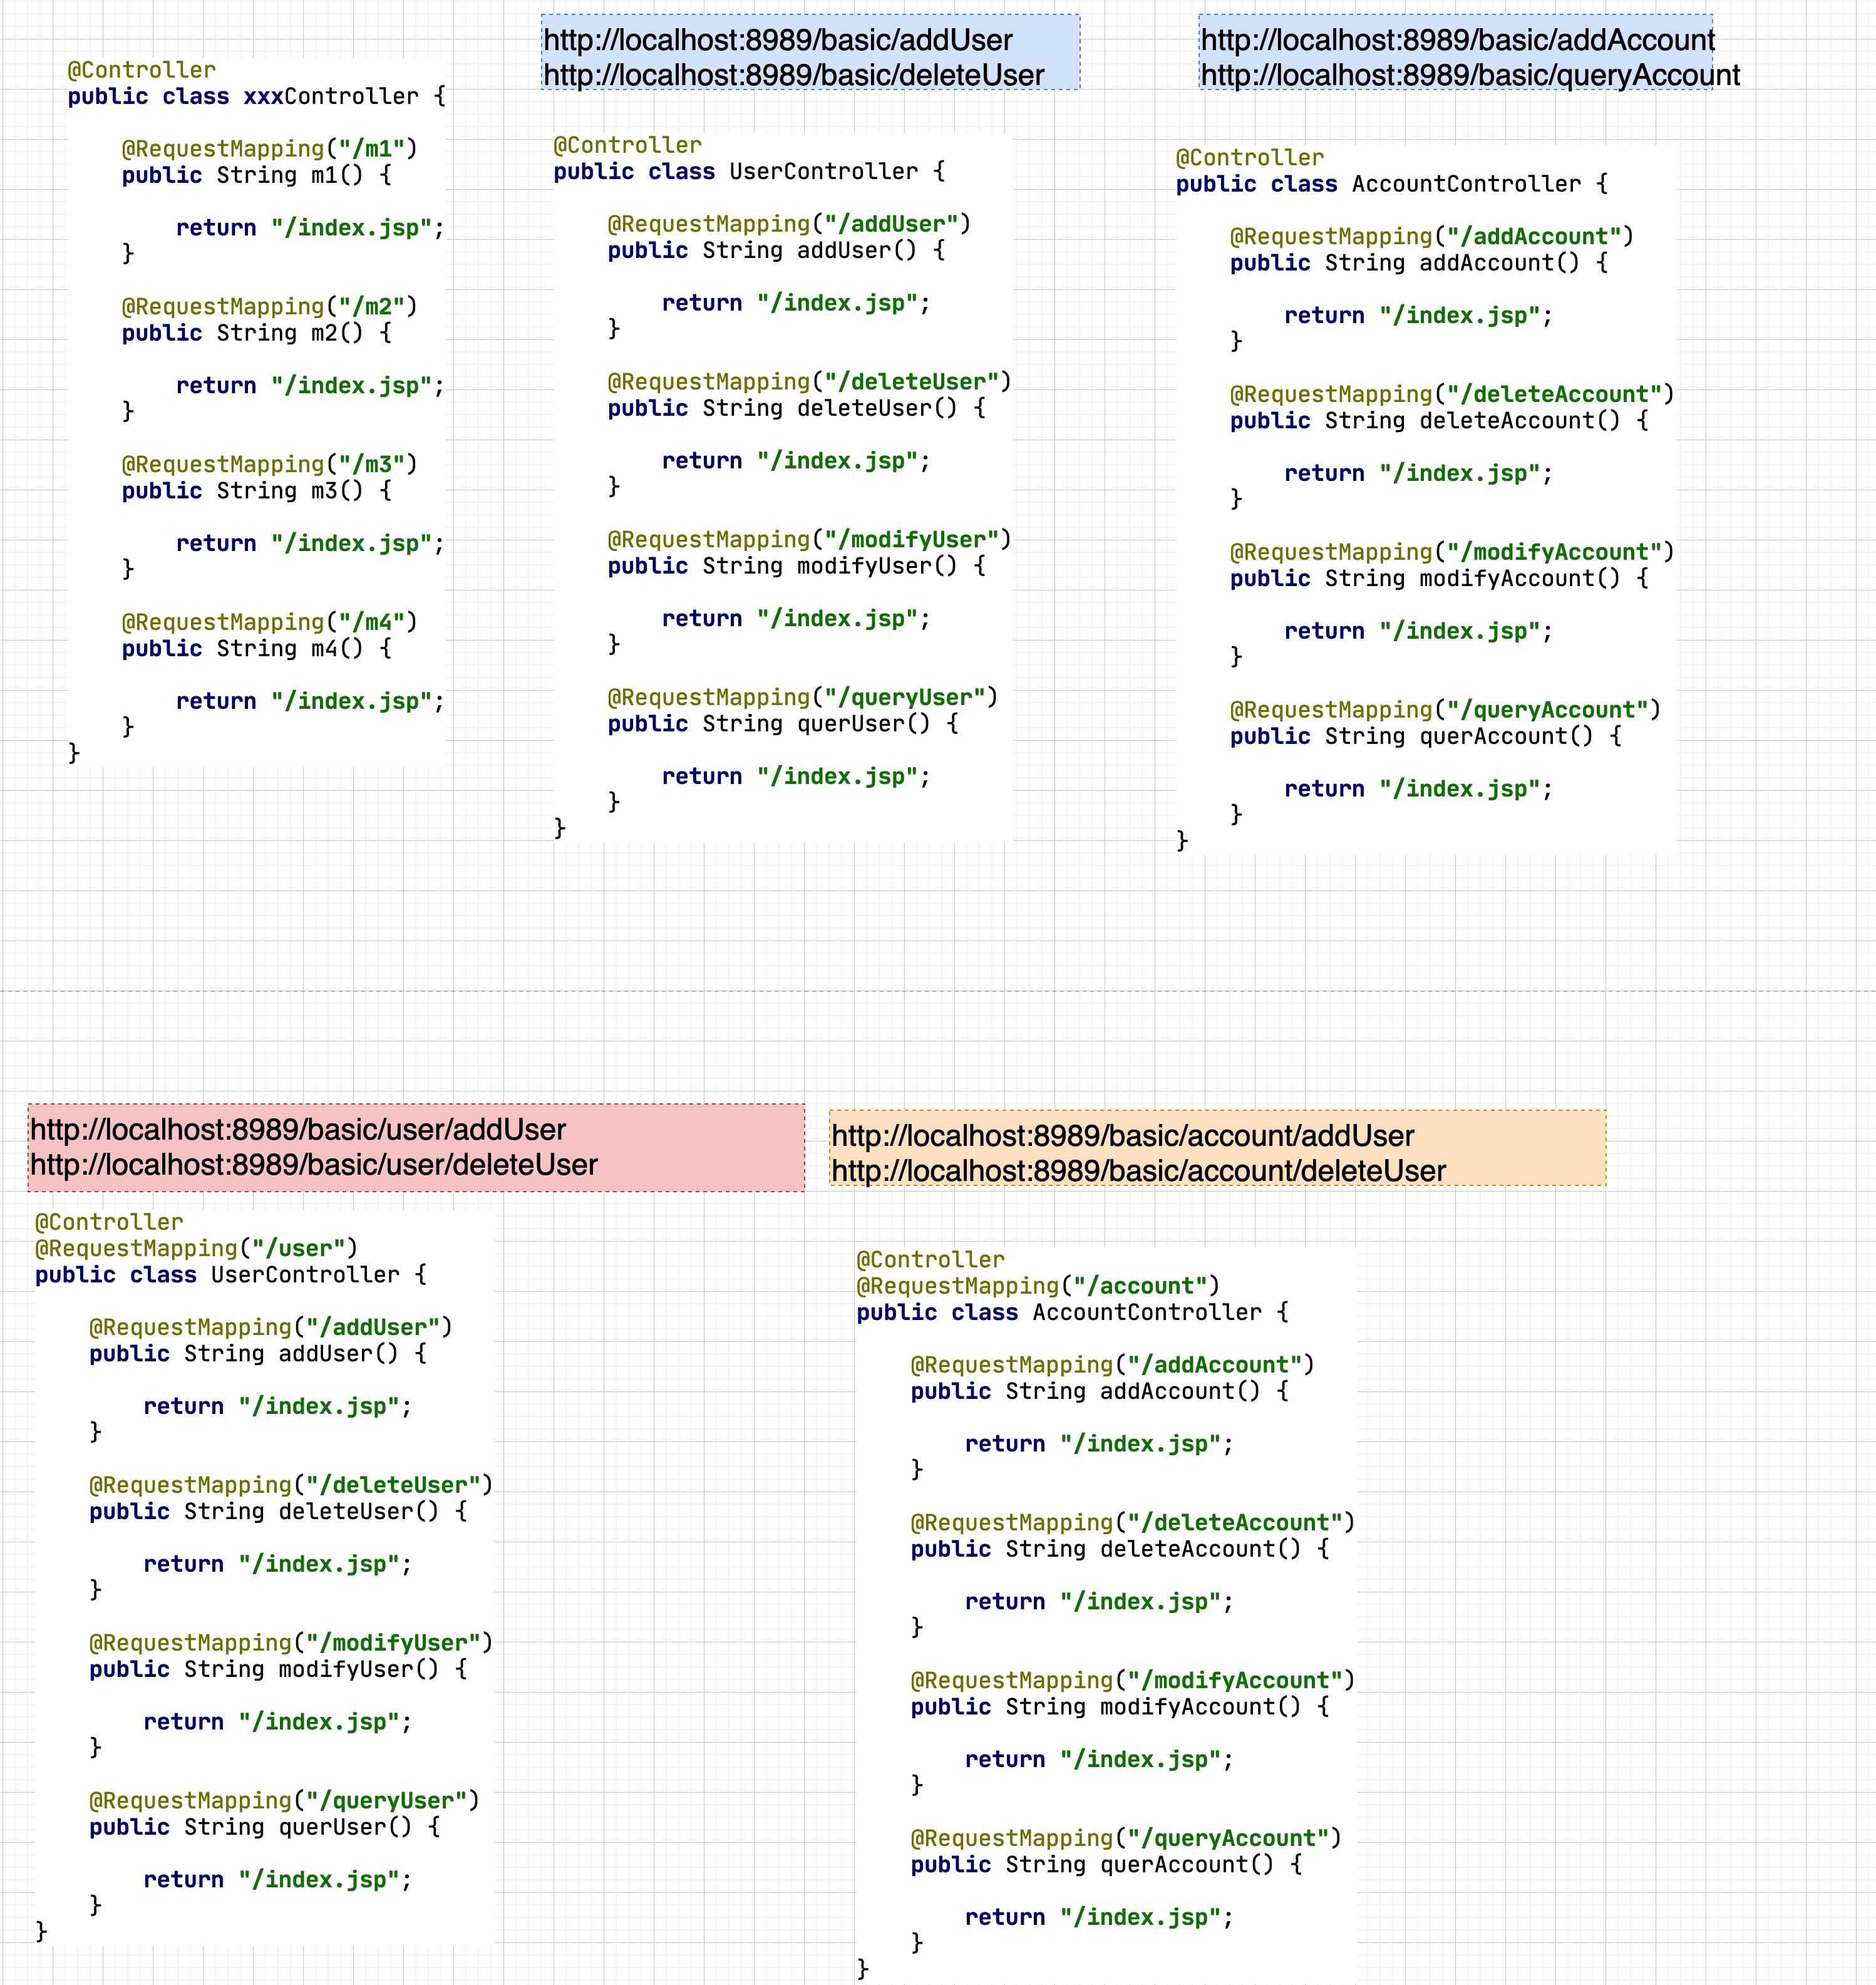 @Controller
public class xxxController {
@RequestMapping("/m1")
public String m1() {
return "/index.jsp";
}
@RequestMapping("/m2")
public String m2() {
return "/index.jsp";
}
@RequestMapping("/m3")
public String m3() {
return "/index.jsp";
}
@RequestMapping("/m4")
public String m4() {
return "/index.jsp";
}
}
http://localhost:8989/basic/addUser
http://localhost:8989/basic/deleteUser
@Controller
public class UserController {
@RequestMapping("/addUser")
public String addUser() {
return "/index.jsp";
}
@RequestMapping("/deleteUser")
public String deleteUser() {
return "/index.jsp";
}
@RequestMapping("/modifyUser")
public String modifyUser() {
return "/index.jsp";
}
@RequestMapping("/queryUser")
public String querUser() {
return "/index.jsp";
}
}
http://localhost:8989/basic/addAccount
http://localhost:8989/basic/queryAccount
@Controller
public class AccountController {
@RequestMapping("/addAccount")
public String addAccount() {
return "/index.jsp";
}
@RequestMapping("/deleteAccount")
public String deleteAccount() {
return "/index.jsp";
}
@RequestMapping("/modifyAccount")
public String modifyAccount() {
return "/index.jsp";
}
@RequestMapping("/queryAccount")
public String querAccount() {
return "/index.jsp";
}
}
http://localhost:8989/basic/user/addUser
http://localhost:8989/basic/user/deleteUser
@Controller
@RequestMapping("/user")
public class UserController {
@RequestMapping("/addUser")
public String addUser() {
return "/index.jsp";
}
@RequestMapping("/deleteUser")
public String deleteUser() {
return "/index.jsp";
}
@RequestMapping("/modifyUser")
public String modifyUser() {
return "/index.jsp";
}
@RequestMapping("/queryUser")
public String querUser() {
return "/index.jsp";
}
}
http://localhost:8989/basic/account/addUser
http://localhost:8989/basic/account/deleteUser
@Controller
@RequestMapping("/account")
public class AccountController {
@RequestMapping("/addAccount")
public String addAccount() {
return "/index.jsp";
}
@RequestMapping("/deleteAccount")
public String deleteAccount() {
return "/index.jsp";
}
@RequestMapping("/modifyAccount")
public String modifyAccount() {
return "/index.jsp";
}
@RequestMapping("/queryAccount")
public String querAccount() {
return "/index.jsp";
}
}